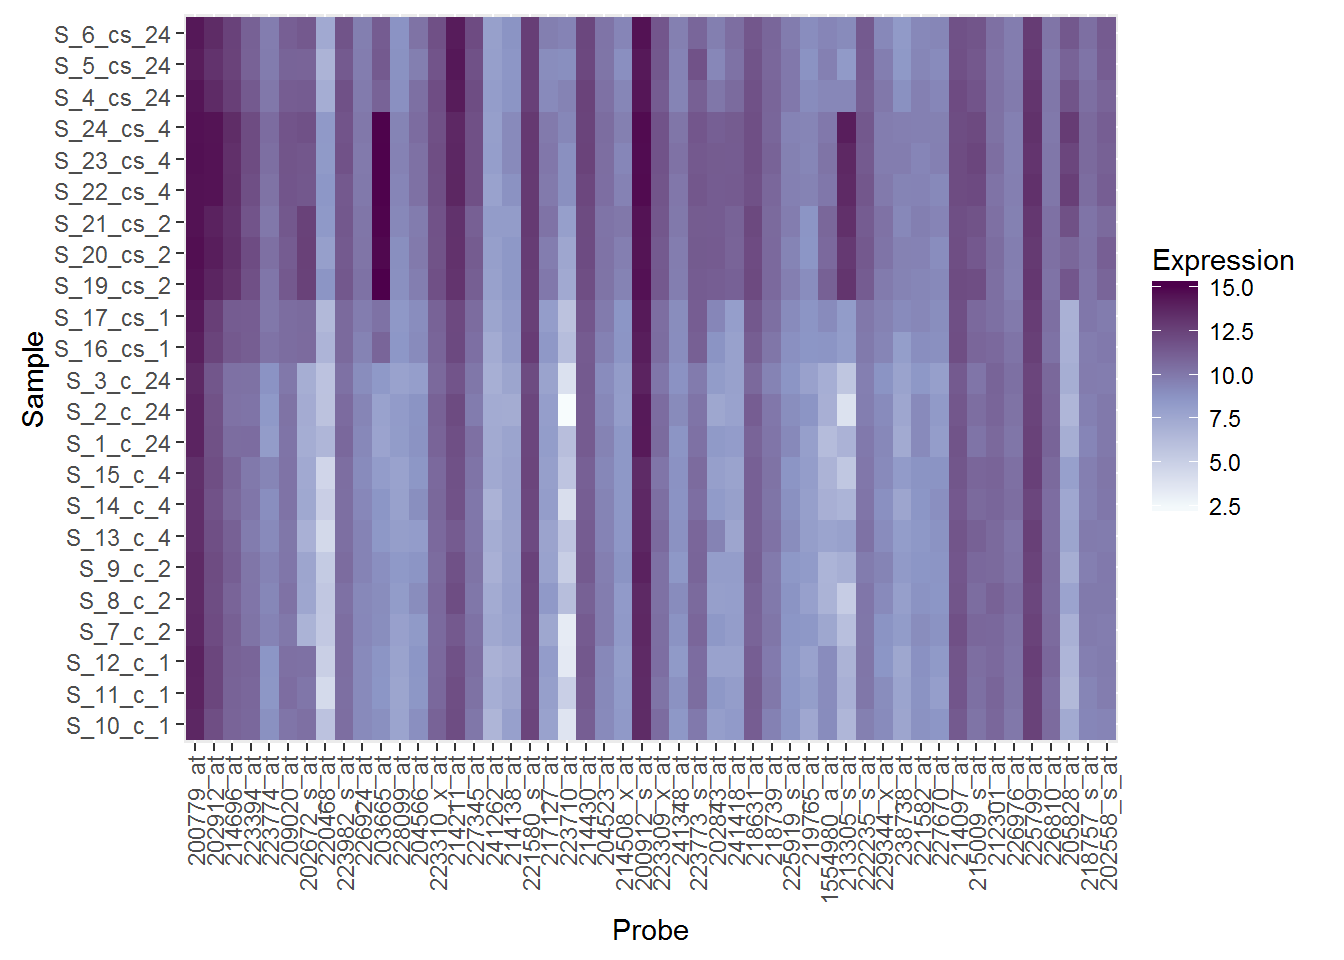 S_6_cs_24
S_5_cs_24
S_4_cs_24
S_24_cs_4
S_23_cs_4
S_22_cs_4
S_21_cs_2
S_20_cs_2
S_19_cs_2
S_17_cs_1
S_16_cs_1
S_3_c_24
S_2_c_24
S_1_c_24
S_15_c_4
S_14_c_4
S_13_c_4
S_9_c_2
S_8_c_2
S_7_c_2
S_12_c_1
S_11_c_1
S_10_c_1
Sample
200779_at
202912_at
214696_at
223394_at
223774_at
209020_at
202672_s_at
220468_at
223982_s_at
226924_at
203665_at
228099_at
204566_at
223310_x_at
214211_at
227345_at
241262_at
214138_at
221580_s_at
217127_at
223710_at
214430_at
204523_at
214508_x_at
200912_s_at
223309_x_at
241348_at
223773_s_at
202843_at
241418_at
218631_at
218739_at
225919_s_at
219765_at
1554980_a_at
213305_s_at
222235_s_at
229344_x_at
238738_at
221582_at
227670_at
214097_at
215009_s_at
212301_at
226976_at
225799_at
226810_at
205828_at
218757_s_at
202558_s_at
Probe
Expression
15.0
12.5
10.0
7.5
5.0
2.5